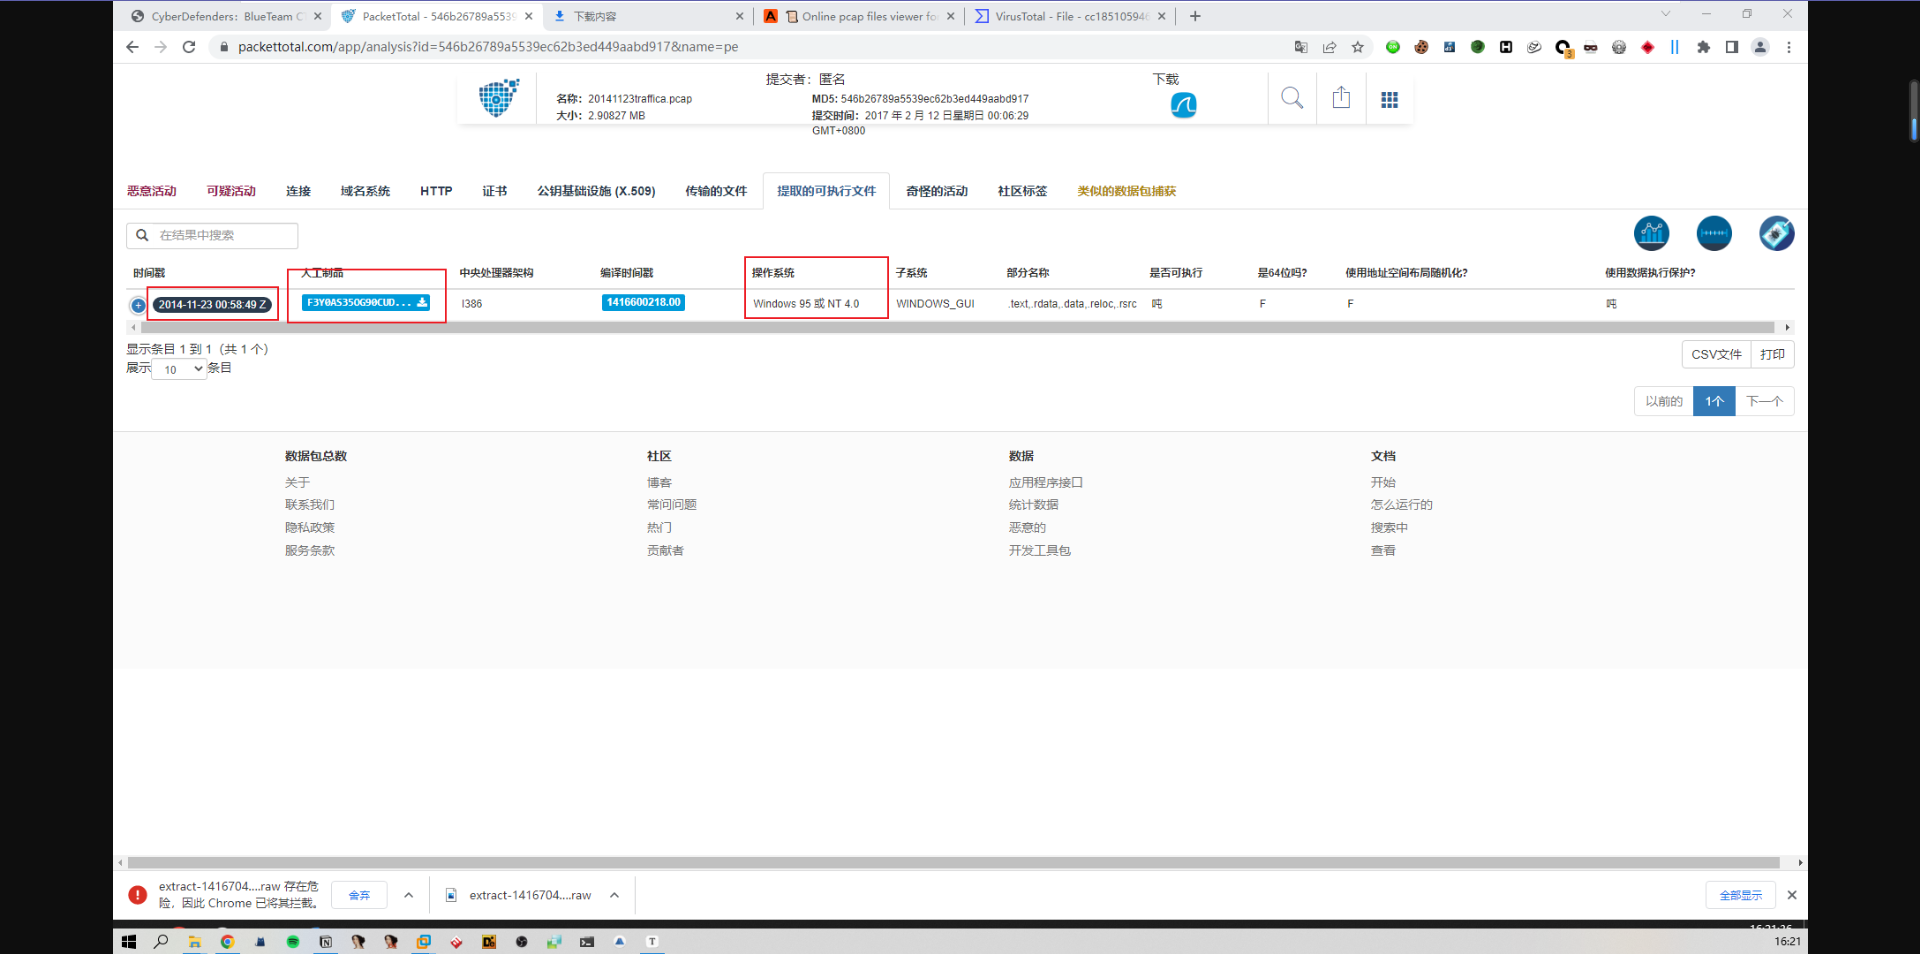 CyberDefenders: BlueTeam C
PacketTotal - 546b26789a5539
下载内容
Online pcap files viewer fo
VirusTotal - File - cc18510594
packettotal.com/app/analysis?id=546b26789a5539ec62b3ed449aabd917&name=pe
名称: 20141123traffica.pcap
大小: 2.90827 MB
提交者: 匿名
MD5: 546b26789a5539ec62b3ed449aabd917
提交时间: 2017 年 2 月 12 日星期日 00:06:29
GMT+0800
下载
恶意活动 可疑活动 连接 域名系统 HTTP 证书 公钥基础设施 (X.509) 传输的文件 提取的可执行文件 奇怪的活动 社区标签 类似的数据包捕获
在结果中搜索
时间戳 人工制品 中央处理器架构 编译时间戳 操作系统 子系统 部分名称 是否可执行 是64位吗? 使用地址空间布局随机化? 使用数据执行保护?
2014-11-23 00:58:49 Z F3Y0AS35OG90CUD... I386 1416600218.00 Windows 95 或 NT 4.0 WINDOWS_GUI .text,.rdata,.data,.reloc,.rsrc 吨 F F 吨
显示条目 1 到 1（共 1 个）
展示 10 条目
CSV文件 打印
以前的 1个 下一个
数据包总数 社区 数据 文档
关于 博客 应用程序接口 开始
联系我们 常问问题 统计数据 怎么运行的
隐私政策 热门 恶意的 搜索中
服务条款 贡献者 开发工具包 查看
extract-1416704....raw 存在危
险，因此 Chrome 已将其拦截。
舍弃
extract-1416704....raw
全部显示
16:21